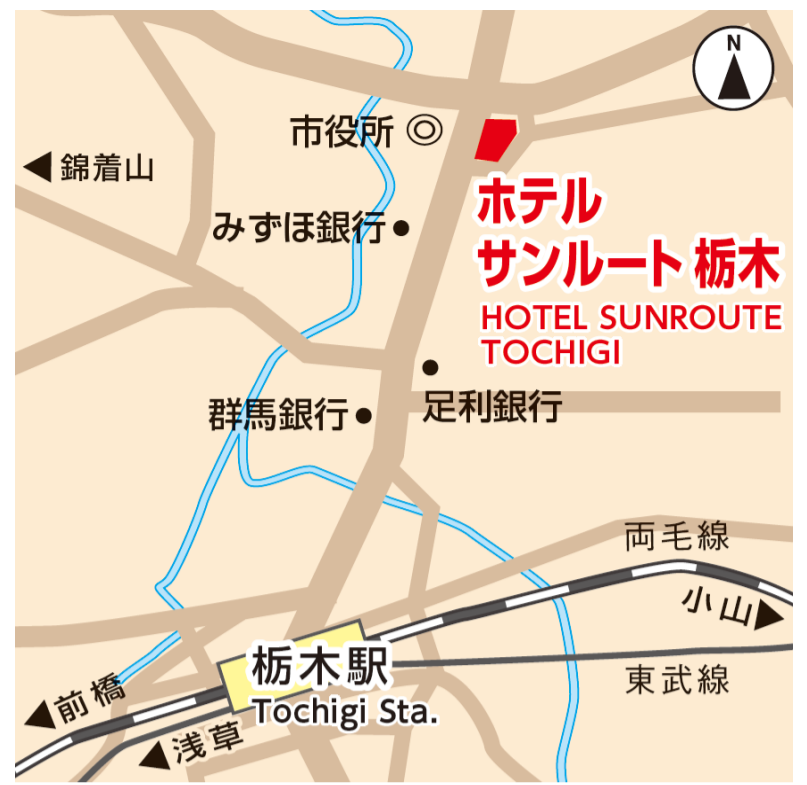 N
市役所
錦着山
ホテル
サンルート 栃木
みずほ銀行
HOTEL SUNROUTE
TOCHIGI
足利銀行
群馬銀行
両毛線
小山
栃木駅
Tochigi Sta.
東武線
前橋
浅草